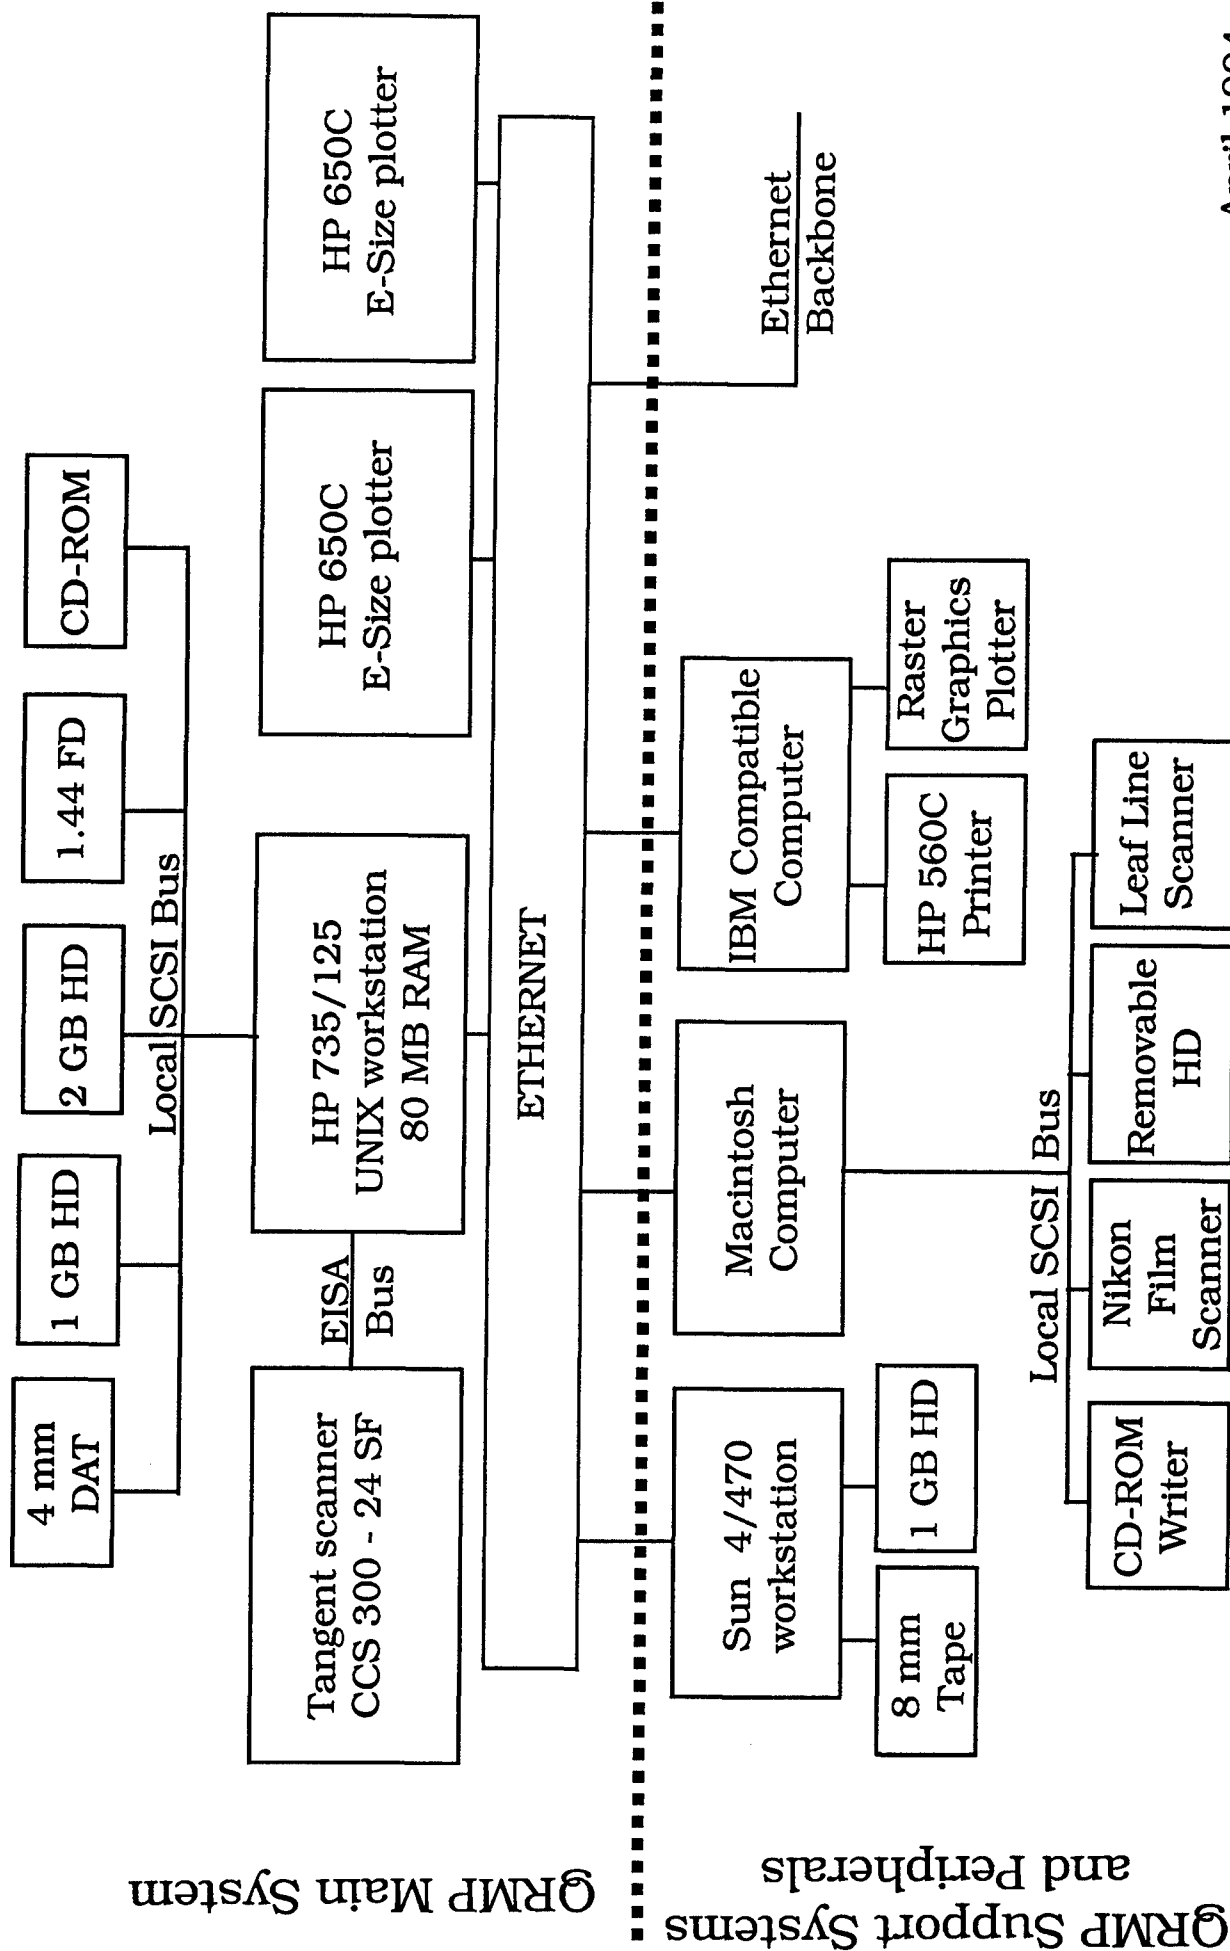 QRMP Main System
4 mm
DAT
1 GB HD
2 GB HD
1.44 FD
CD-ROM
Local SCSI Bus
Tangent scanner
CCS 300 - 24 SF
EISA
Bus
HP 735/125
UNIX workstation
80 MB RAM
HP 650C
E-Size plotter
HP 650C
E-Size plotter
ETHERNET
QRMP Support Systems
and Peripherals
Sun 4/470
workstation
8 mm
Tape
1 GB HD
Macintosh
Computer
IBM Compatible
Computer
HP 560C
Printer
Raster
Graphics
Plotter
Ethernet
Backbone
Local SCSI Bus
CD-ROM
Writer
Nikon
Film
Scanner
Removable
HD
Leaf Line
Scanner
April 1994